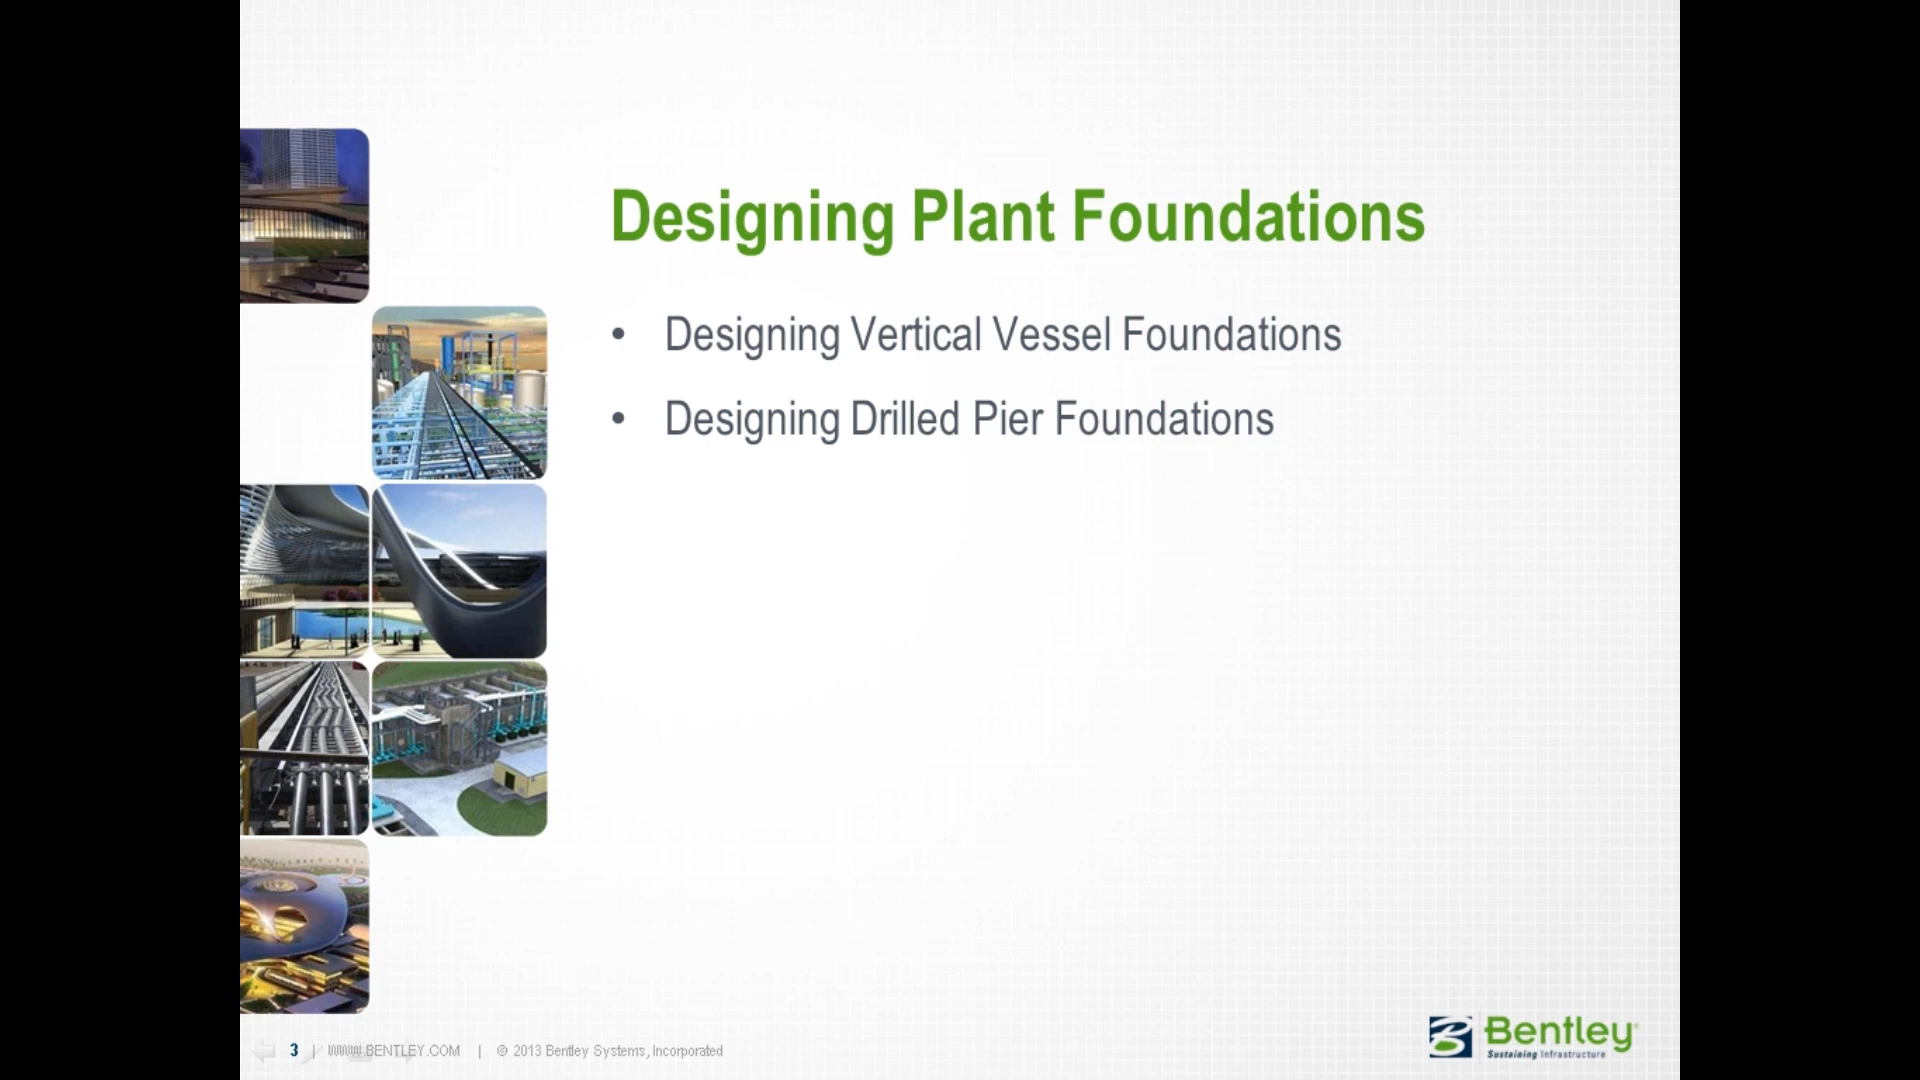 Designing Plant Foundations
• Designing Vertical Vessel Foundations
• Designing Drilled Pier Foundations
3 | WWW.BENTLEY.COM | © 2013 Bentley Systems, Incorporated
Bentley®
Sustaining Infrastructure